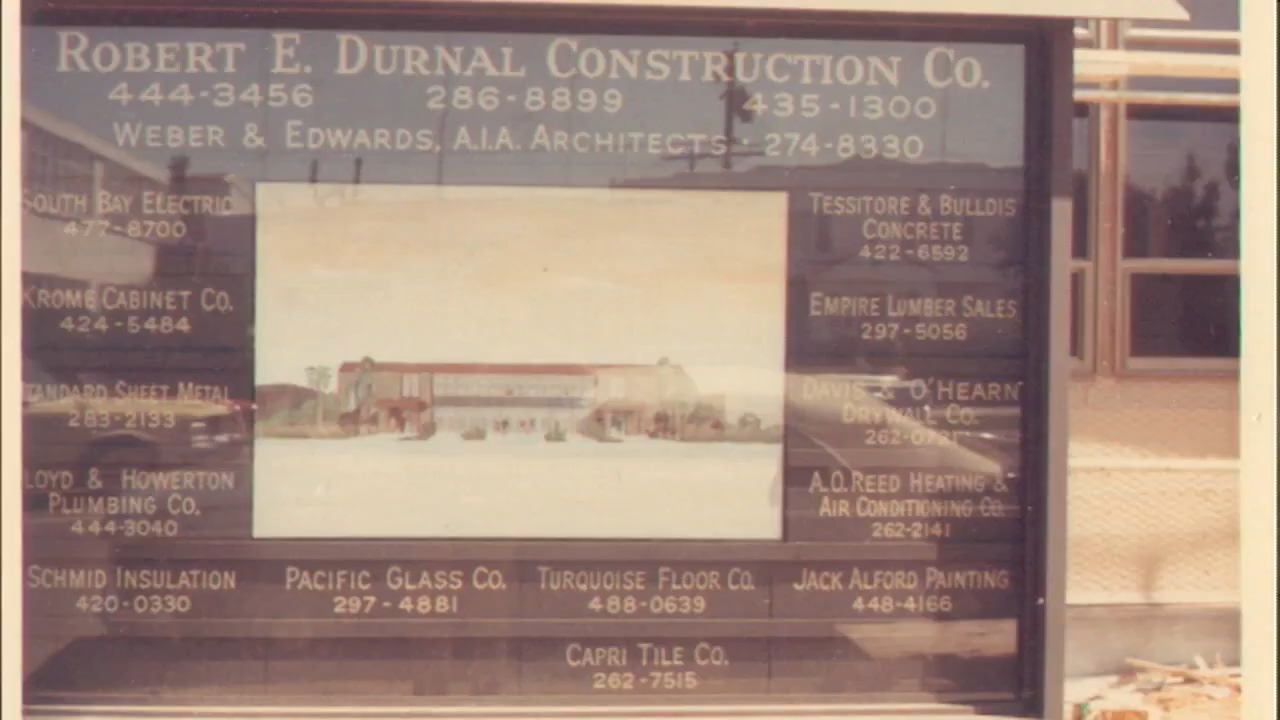 ROBERT E. DURNAL CONSTRUCTION CO.
444-3456 286-8899 435-1300
WEBER & EDWARDS, A.I.A. ARCHITECTS · 274-8330
SOUTH BAY ELECTRIC
477-8700
KROME CABINET CO.
424-5484
STANDARD SHEET METAL
283-2133
LOYD & HOWERTON
PLUMBING CO.
444-3040
TESSITORE & BULLDIS
CONCRETE
422-6592
EMPIRE LUMBER SALES
297-5056
DAVIS & O'HEARN
DRYWALL CO.
A.O. REED HEATING &
AIR CONDITIONING CO.
262-2141
SCHMID INSULATION
420-0330
PACIFIC GLASS CO.
297-4881
TURQUOISE FLOOR CO.
488-0639
JACK ALFORD PAINTING
448-4166
CAPRI TILE CO.
262-7515